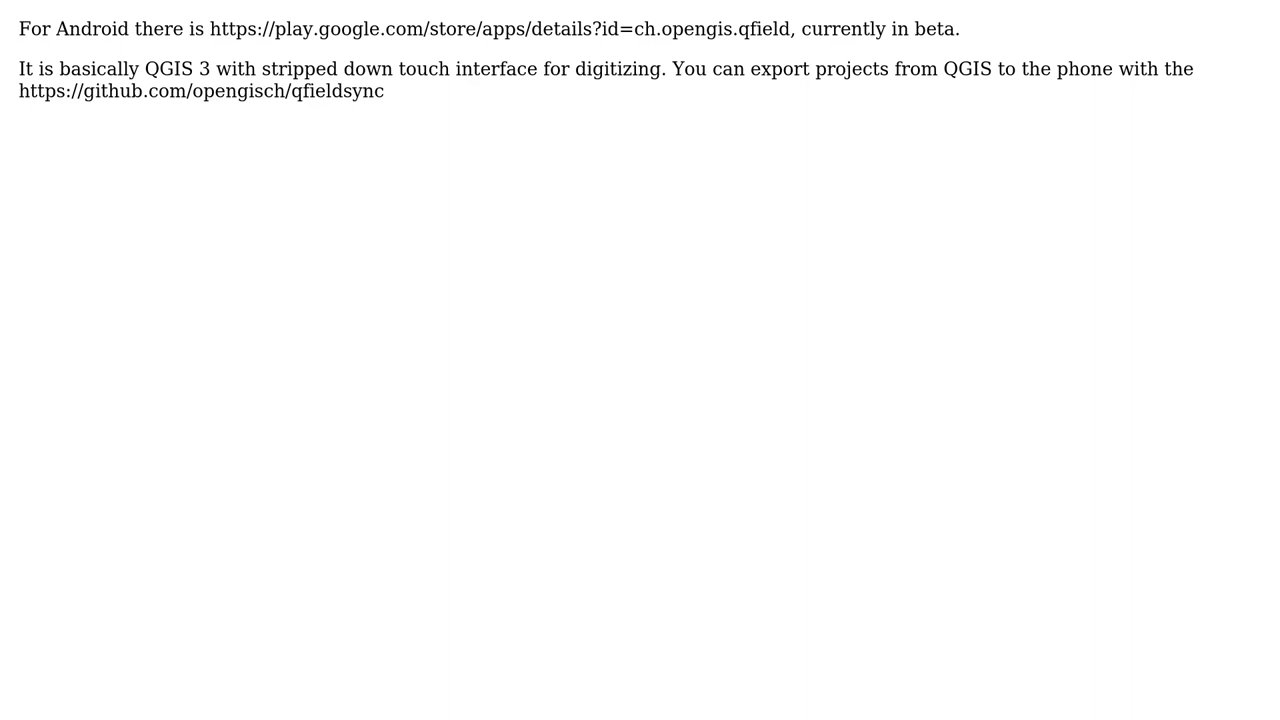 For Android there is https://play.google.com/store/apps/details?id=ch.opengis.qfield, currently in beta.
It is basically QGIS 3 with stripped down touch interface for digitizing. You can export projects from QGIS to the phone with the
https://github.com/opengisch/qfieldsync